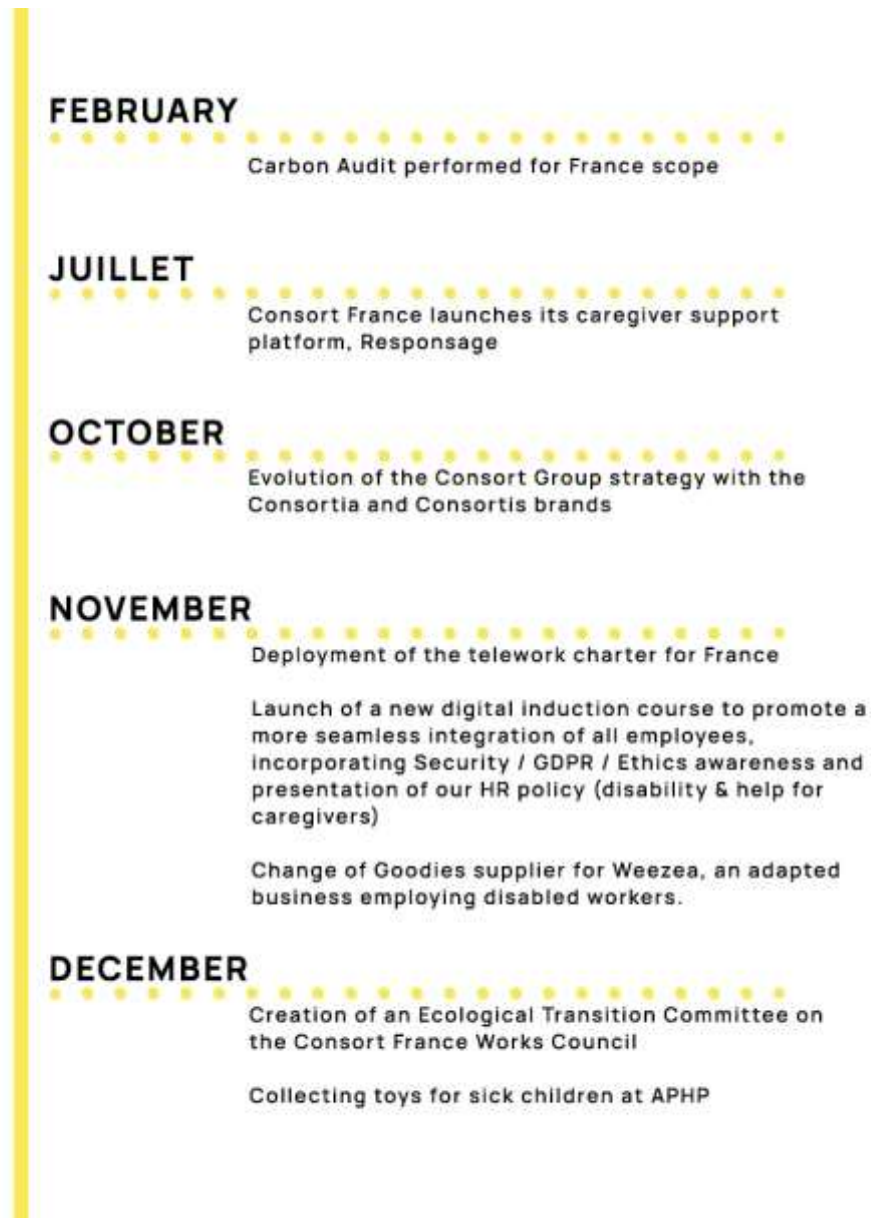 FEBRUARY
Carbon Audit performed for France scope
JUILLET
Consort France launches its caregiver support
platform, Responsage
OCTOBER
Evolution of the Consort Group strategy with the
Consortia and Consortis brands
NOVEMBER
Deployment of the telework charter for France
Launch of a new digital induction course to promote a
more seamless integration of all employees,
incorporating Security / GDPR / Ethics awareness and
presentation of our HR policy (disability & help for
caregivers)
Change of Goodies supplier for Weezea, an adapted
business employing disabled workers.
DECEMBER
Creation of an Ecological Transition Committee on
the Consort France Works Council
Collecting toys for sick children at APHP